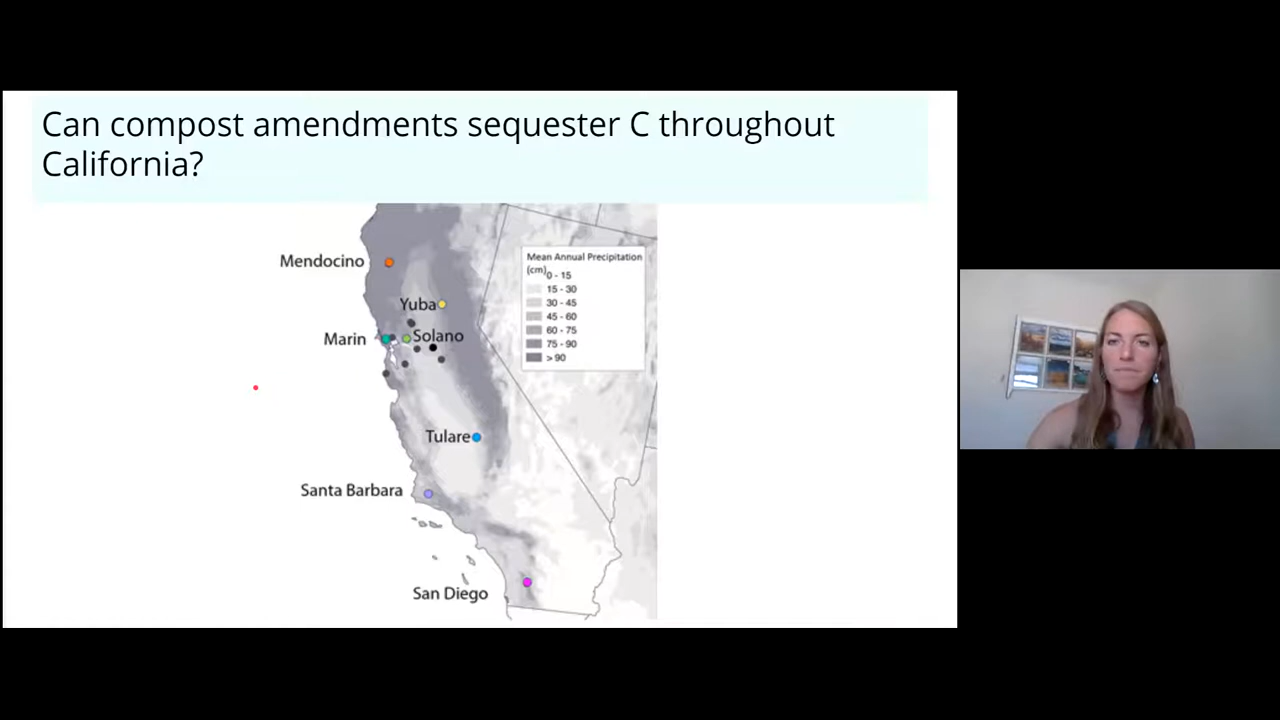 Can compost amendments sequester C throughout
California?
Mendocino
Yuba
Marin
Solano
Tulare
Santa Barbara
San Diego
Mean Annual Precipitation
(cm)
0 - 15
15 - 30
30 - 45
45 - 60
60 - 75
75 - 90
> 90